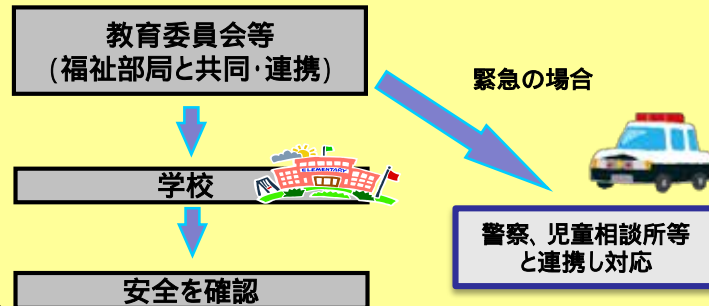 教育委員会等
(福祉部局と共同･連携)
緊急の場合
学校
ELEMENTARY
警察、児童相談所等
と連携し対応
安全を確認